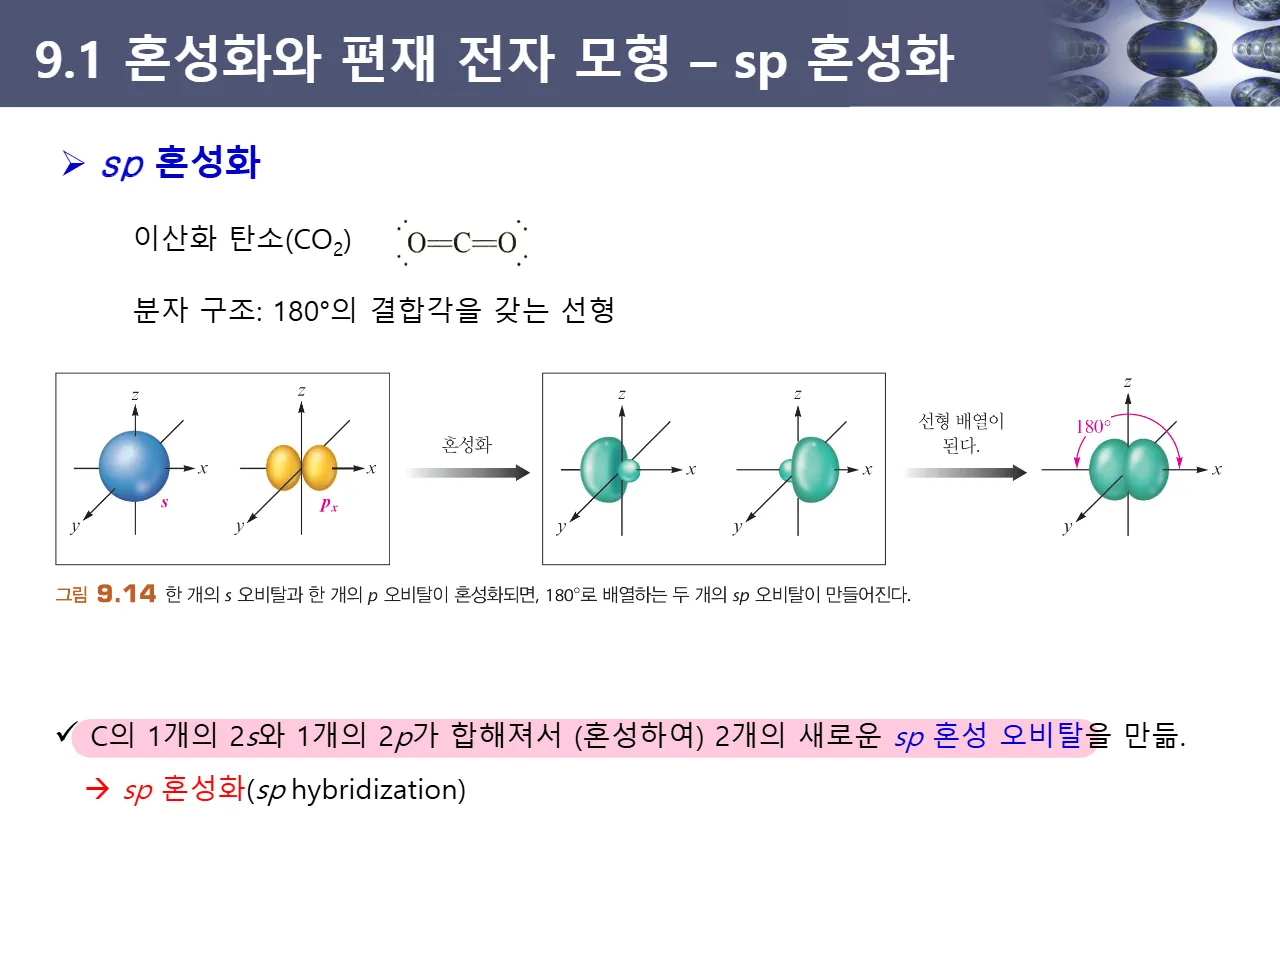 9.1 혼성화와 편재 전자 모형 – sp 혼성화
➢ sp 혼성화
이산화 탄소(CO₂) O=C=O
분자 구조: 180°의 결합각을 갖는 선형
z x y s
z x y pₓ
혼성화
z x y
z x y
선형 배열이
된다.
z 180° x y
그림 9.14 한 개의 s 오비탈과 한 개의 p 오비탈이 혼성화되면, 180°로 배열하는 두 개의 sp 오비탈이 만들어진다.
✓ C의 1개의 2s와 1개의 2p가 합해져서 (혼성하여) 2개의 새로운 sp 혼성 오비탈을 만듦.
→ sp 혼성화(sp hybridization)